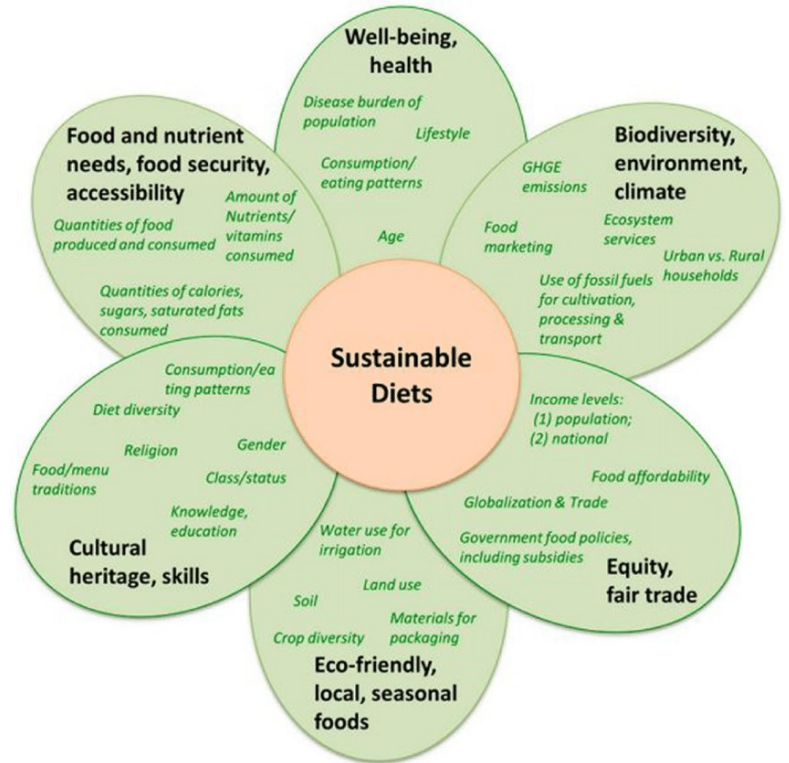 Well-being,
health
Disease burden of
population
Lifestyle
Consumption/
eating patterns
Age
Biodiversity,
environment,
climate
GHGE
emissions
Ecosystem
services
Food
marketing
Urban vs. Rural
households
Use of fossil fuels
for cultivation,
processing &
transport
Income levels:
(1) population;
(2) national
Food affordability
Globalization & Trade
Government food policies,
including subsidies
Equity,
fair trade
Water use for
irrigation
Land use
Soil
Materials for
packaging
Crop diversity
Eco-friendly,
local, seasonal
foods
Consumption/ea
ting patterns
Diet diversity
Religion
Gender
Food/menu
traditions
Class/status
Knowledge,
education
Cultural
heritage, skills
Food and nutrient
needs, food security,
accessibility
Amount of
Nutrients/
vitamins
consumed
Quantities of food
produced and consumed
Quantities of calories,
sugars, saturated fats
consumed
Sustainable
Diets